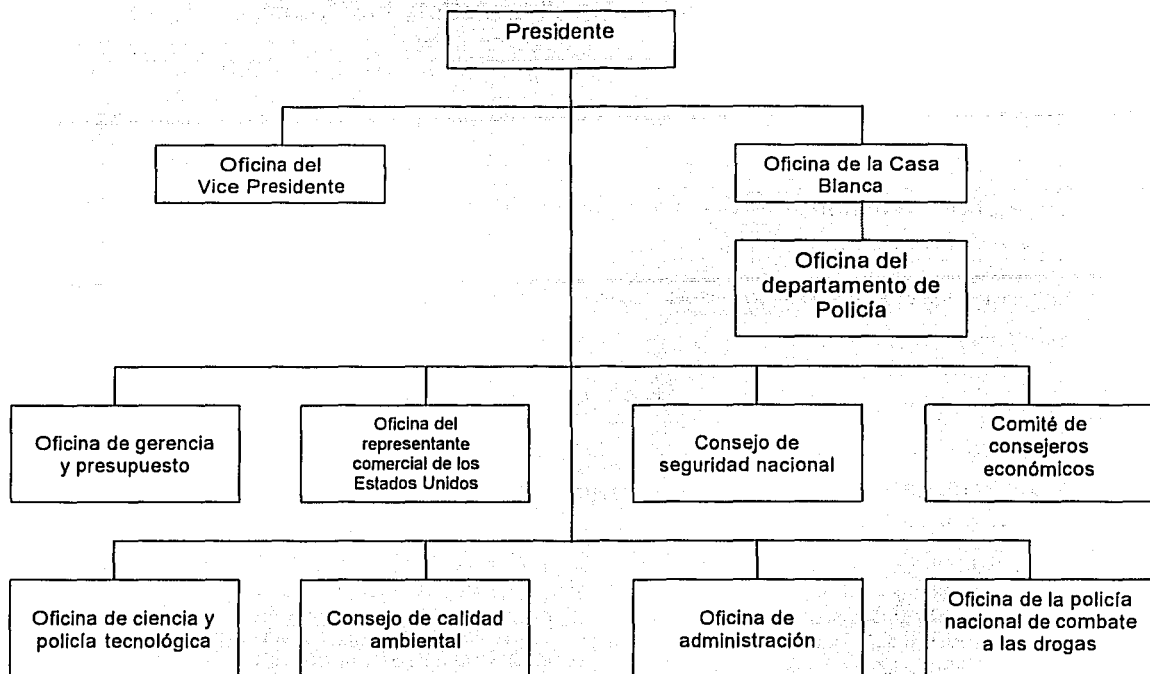 Presidente
Oficina del
Vice Presidente
Oficina de la Casa
Blanca
Oficina del
departamento de
Policía
Oficina de gerencia
y presupuesto
Oficina del
representante
comercial de los
Estados Unidos
Consejo de
seguridad nacional
Comité de
consejeros
económicos
Oficina de ciencia y
policía tecnológica
Consejo de calidad
ambiental
Oficina de
administración
Oficina de la policía
nacional de combate
a las drogas